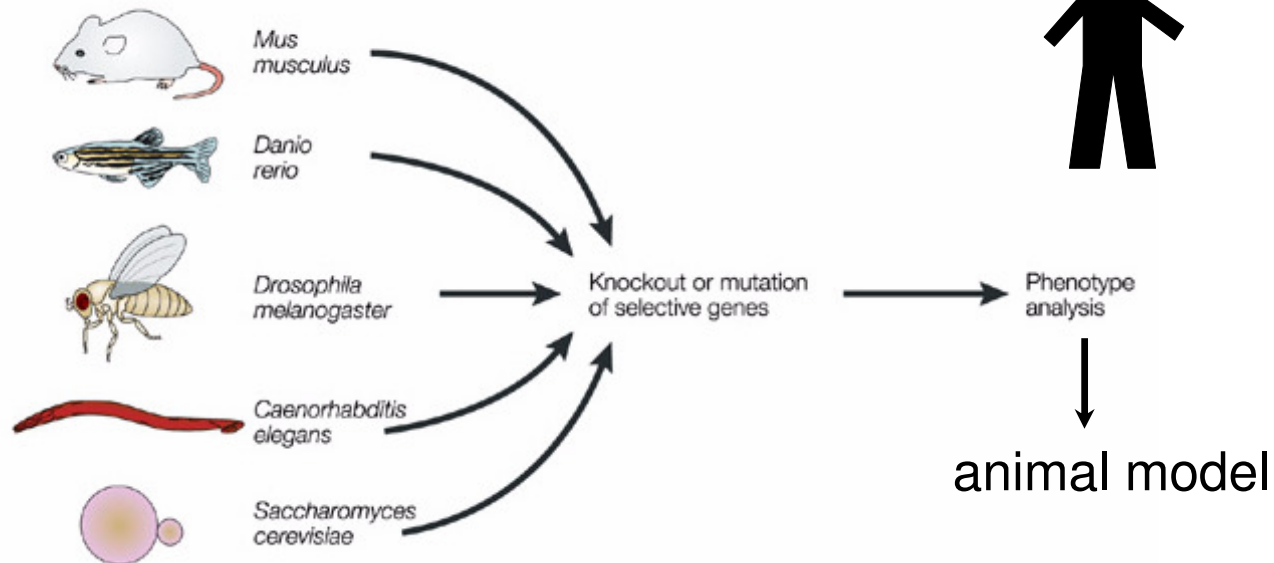 Mus
musculus
Danio
rerio
Drosophila
melanogaster
Caenorhabditis
elegans
Saccharomyces
cerevisiae
Knockout or mutation
of selective genes
Phenotype
analysis
animal model